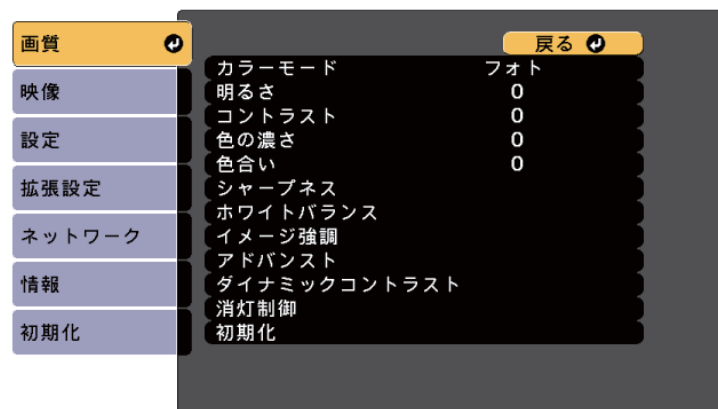 画質
映像
設定
拡張設定
ネットワーク
情報
初期化
戻る
カラーモード フォト
明るさ 0
コントラスト 0
色の濃さ 0
色合い 0
シャープネス
ホワイトバランス
イメージ強調
アドバンスト
ダイナミックコントラスト
消灯制御
初期化